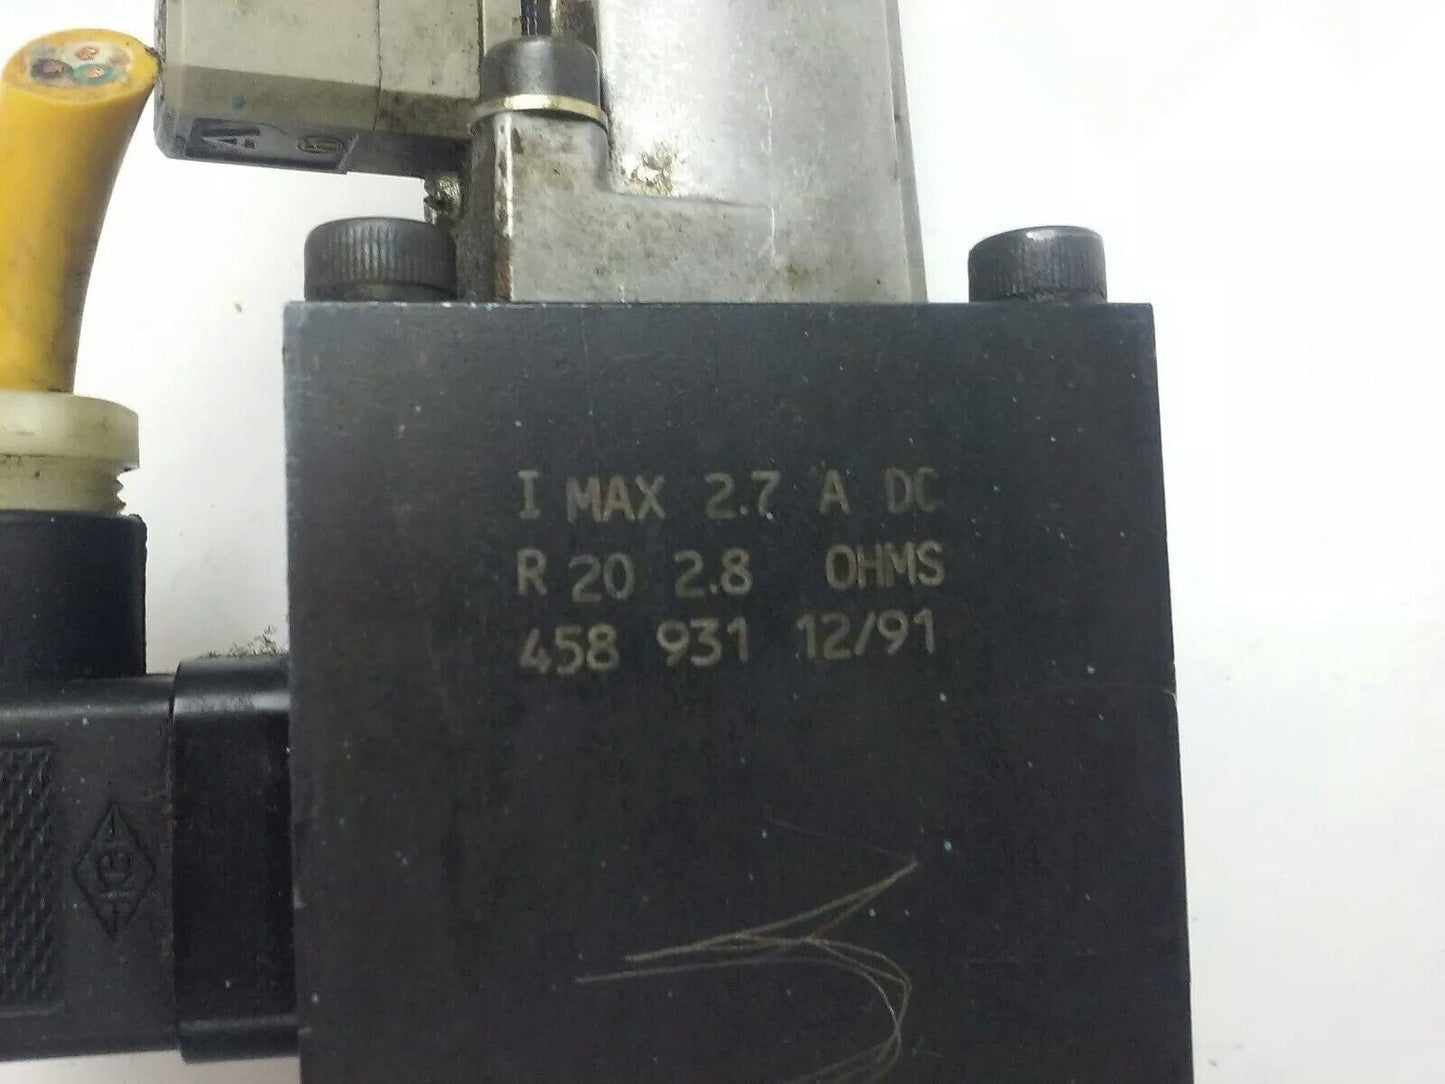 I MAX 2.7 A DC
R 20 2.8 OHMS
458 931 12/91